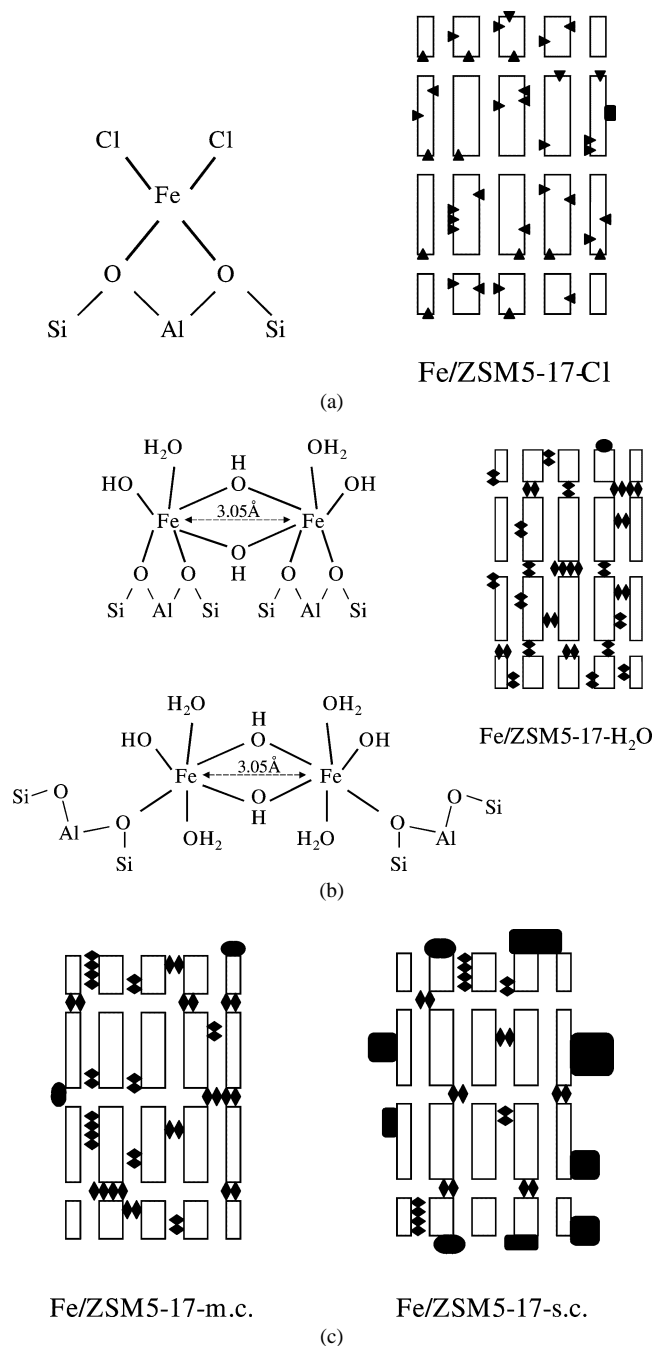 Cl Cl
Fe
O O
Si Al Si
Fe/ZSM5-17-Cl
(a)
H₂O H OH₂
HO O OH
Fe 3.05Å Fe
O O O H O O
Si Al Si Si Al Si
Fe/ZSM5-17-H₂O
H₂O H OH₂
HO O OH
Fe 3.05Å Fe
Si O O O H O O Si
Al OH₂ H₂O Al
Si Si
(b)
Fe/ZSM5-17-m.c. Fe/ZSM5-17-s.c.
(c)